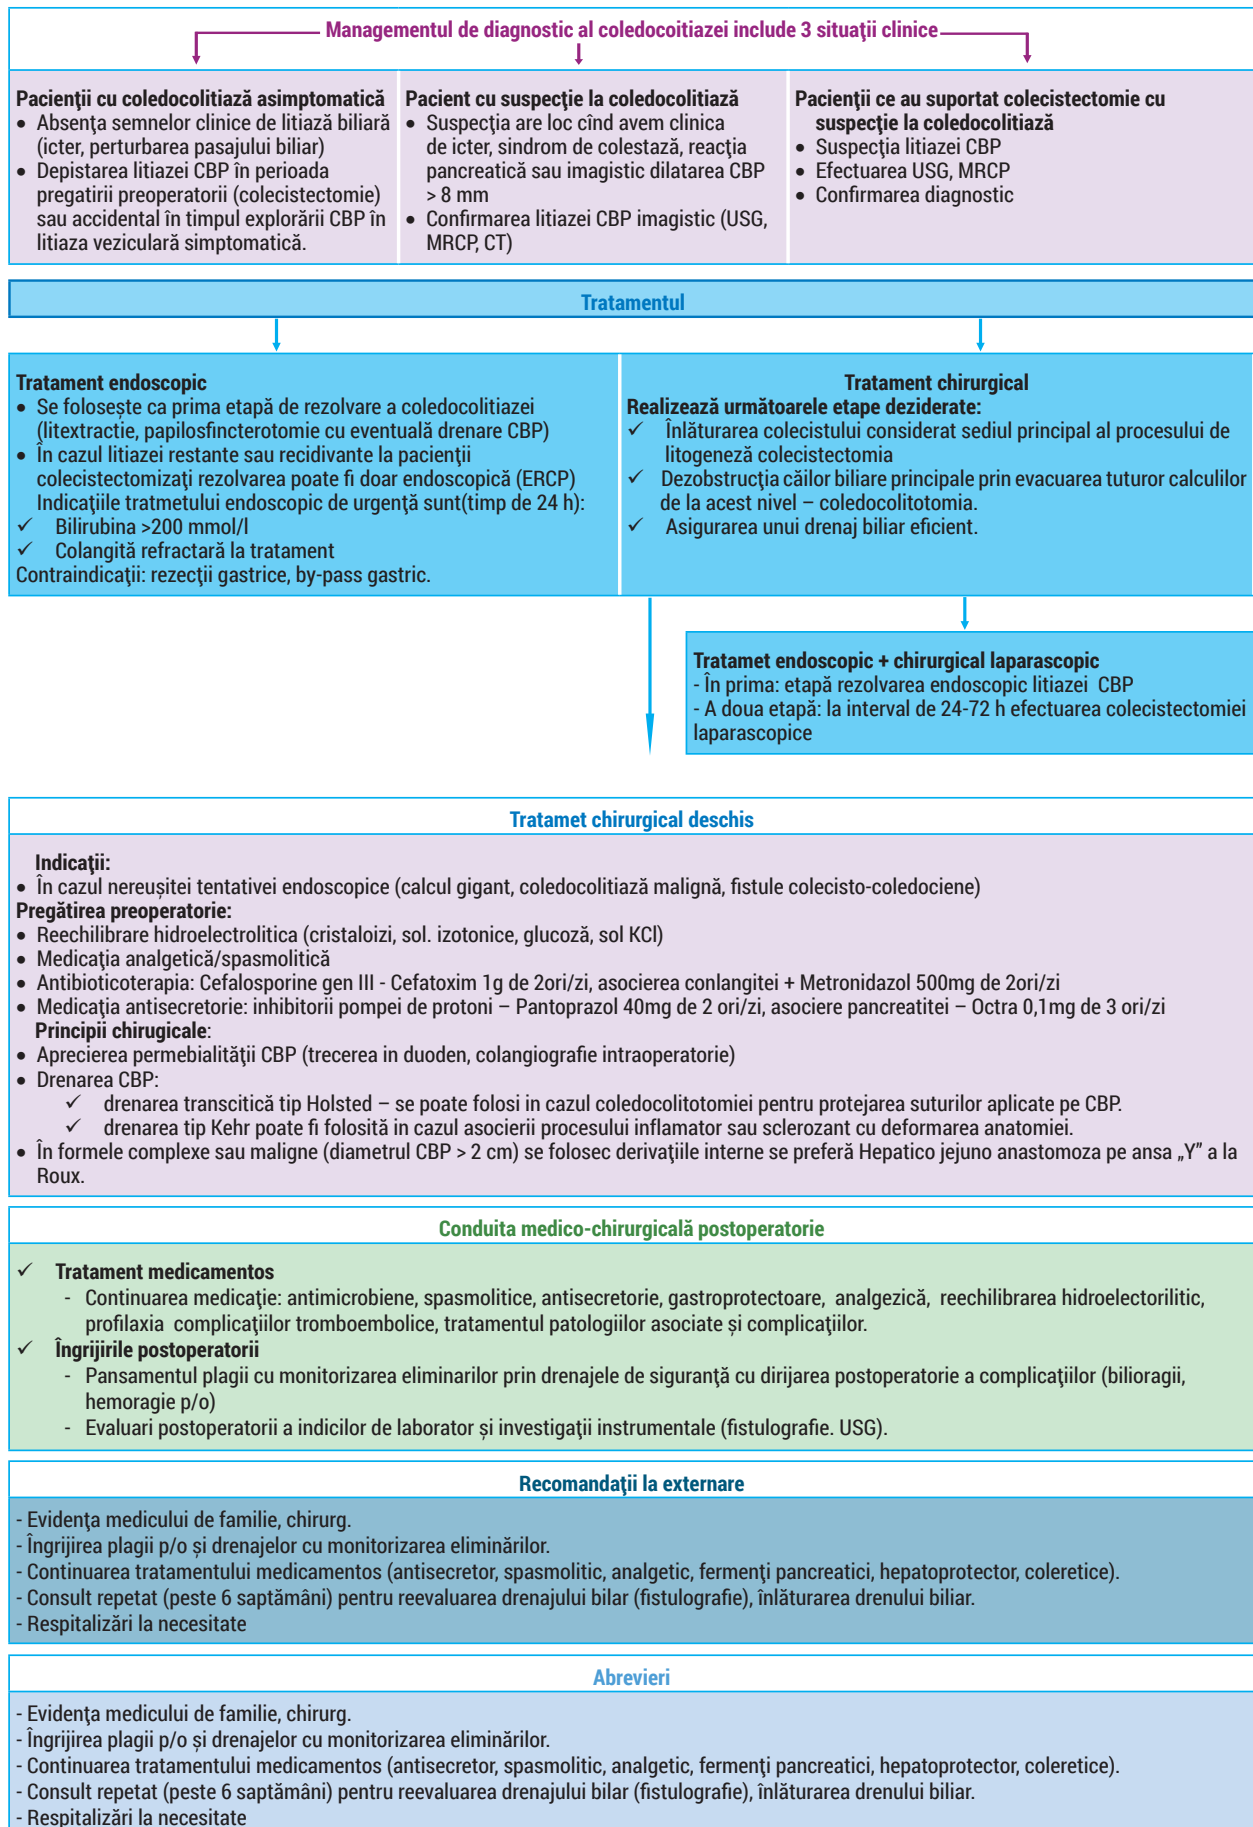 Managementul de diagnostic al coledocoitiazei include 3 situaţii clinice
Pacienţii cu coledocolitiază asimptomatică
• Absenţa semnelor clinice de litiază biliară
(icter, perturbarea pasajului biliar)
• Depistarea litiazei CBP în perioada
pregatirii preoperatorii (colecistectomie)
sau accidental în timpul explorării CBP în
litiaza veziculară simptomatică.
Pacient cu suspecţie la coledocolitiază
• Suspecţia are loc cînd avem clinica
de icter, sindrom de colestază, reacţia
pancreatică sau imagistic dilatarea CBP
> 8 mm
• Confirmarea litiazei CBP imagistic (USG,
MRCP, CT)
Pacienţii ce au suportat colecistectomie cu
suspecţie la coledocolitiază
• Suspecţia litiazei CBP
• Efectuarea USG, MRCP
• Confirmarea diagnostic
Tratamentul
Tratament endoscopic
• Se folosește ca prima etapă de rezolvare a coledocolitiazei
(litextractie, papilosfincterotomie cu eventuală drenare CBP)
• În cazul litiazei restante sau recidivante la pacienţii
colecistectomizaţi rezolvarea poate fi doar endoscopică (ERCP)
Indicaţiile tratmetului endoscopic de urgenţă sunt(timp de 24 h):
✓ Bilirubina >200 mmol/l
✓ Colangită refractară la tratament
Contraindicaţii: rezecţii gastrice, by-pass gastric.
Tratament chirurgical
Realizează următoarele etape deziderate:
✓ Înlăturarea colecistului considerat sediul principal al procesului de
litogeneză colecistectomia
✓ Dezobstrucţia căilor biliare principale prin evacuarea tuturor calculilor
de la acest nivel – coledocolitotomia.
✓ Asigurarea unui drenaj biliar eficient.
Tratamet endoscopic + chirurgical laparascopic
- În prima: etapă rezolvarea endoscopic litiazei CBP
- A doua etapă: la interval de 24-72 h efectuarea colecistectomiei
laparascopice
Tratamet chirurgical deschis
Indicaţii:
• În cazul nereușitei tentativei endoscopice (calcul gigant, coledocolitiază malignă, fistule colecisto-coledociene)
Pregătirea preoperatorie:
• Reechilibrare hidroelectrolitica (cristaloizi, sol. izotonice, glucoză, sol KCl)
• Medicaţia analgetică/spasmolitică
• Antibioticoterapia: Cefalosporine gen III - Cefatoxim 1g de 2ori/zi, asocierea conlangitei + Metronidazol 500mg de 2ori/zi
• Medicaţia antisecretorie: inhibitorii pompei de protoni – Pantoprazol 40mg de 2 ori/zi, asociere pancreatitei – Octra 0,1mg de 3 ori/zi
Principii chirugicale:
• Aprecierea permebialităţii CBP (trecerea in duoden, colangiografie intraoperatorie)
• Drenarea CBP:
✓ drenarea transcitică tip Holsted – se poate folosi in cazul coledocolitotomiei pentru protejarea suturilor aplicate pe CBP.
✓ drenarea tip Kehr poate fi folosită in cazul asocierii procesului inflamator sau sclerozant cu deformarea anatomiei.
• În formele complexe sau maligne (diametrul CBP > 2 cm) se folosec derivaţiile interne se preferă Hepatico jejuno anastomoza pe ansa „Y” a la
Roux.
Conduita medico-chirurgicală postoperatorie
✓ Tratament medicamentos
- Continuarea medicaţie: antimicrobiene, spasmolitice, antisecretorie, gastroprotectoare, analgezică, reechilibrarea hidroelectorilitic,
profilaxia complicaţiilor tromboembolice, tratamentul patologiilor asociate și complicaţiilor.
✓ Îngrijirile postoperatorii
- Pansamentul plagii cu monitorizarea eliminarilor prin drenajele de siguranţă cu dirijarea postoperatorie a complicaţiilor (bilioragii,
hemoragie p/o)
- Evaluari postoperatorii a indicilor de laborator și investigaţii instrumentale (fistulografie. USG).
Recomandaţii la externare
- Evidenţa medicului de familie, chirurg.
- Îngrijirea plagii p/o și drenajelor cu monitorizarea eliminărilor.
- Continuarea tratamentului medicamentos (antisecretor, spasmolitic, analgetic, fermenţi pancreatici, hepatoprotector, coleretice).
- Consult repetat (peste 6 saptămâni) pentru reevaluarea drenajului bilar (fistulografie), înlăturarea drenului biliar.
- Respitalizări la necesitate
Abrevieri
- Evidenţa medicului de familie, chirurg.
- Îngrijirea plagii p/o și drenajelor cu monitorizarea eliminărilor.
- Continuarea tratamentului medicamentos (antisecretor, spasmolitic, analgetic, fermenţi pancreatici, hepatoprotector, coleretice).
- Consult repetat (peste 6 saptămâni) pentru reevaluarea drenajului bilar (fistulografie), înlăturarea drenului biliar.
- Respitalizări la necesitate